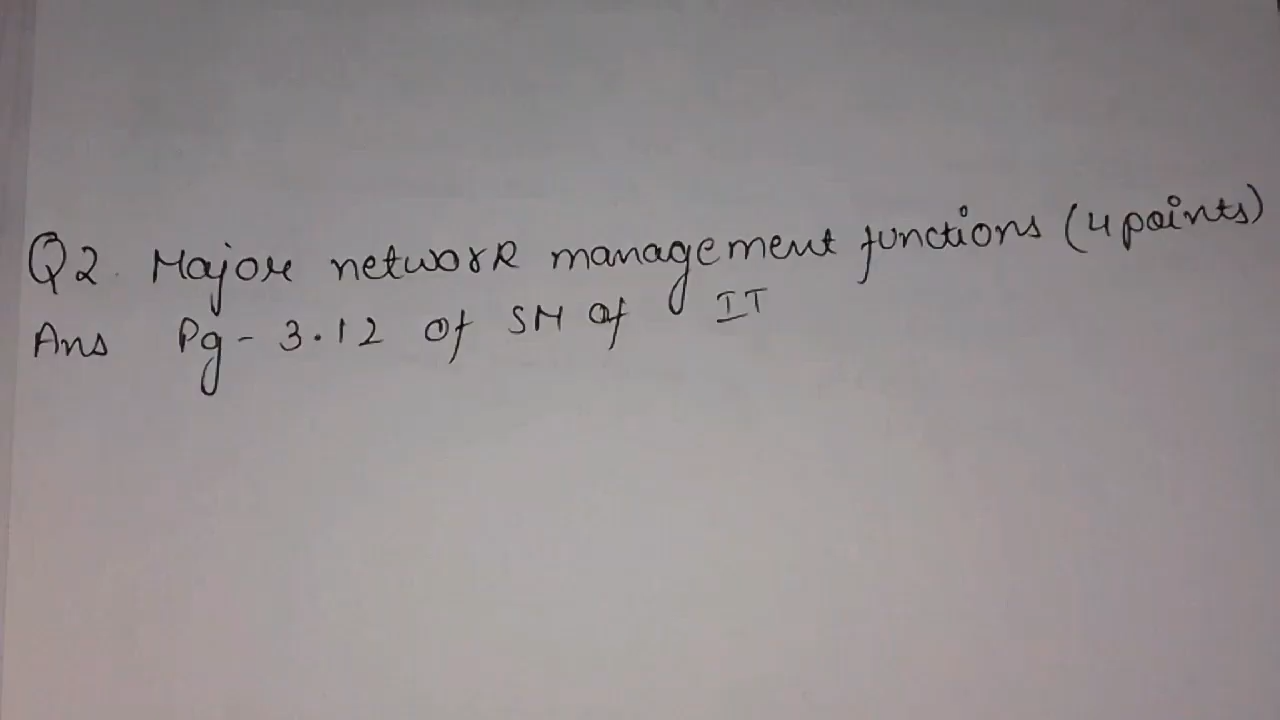 Q2. Major network management functions (4 points)
Ans Pg - 3.12 of SM of IT